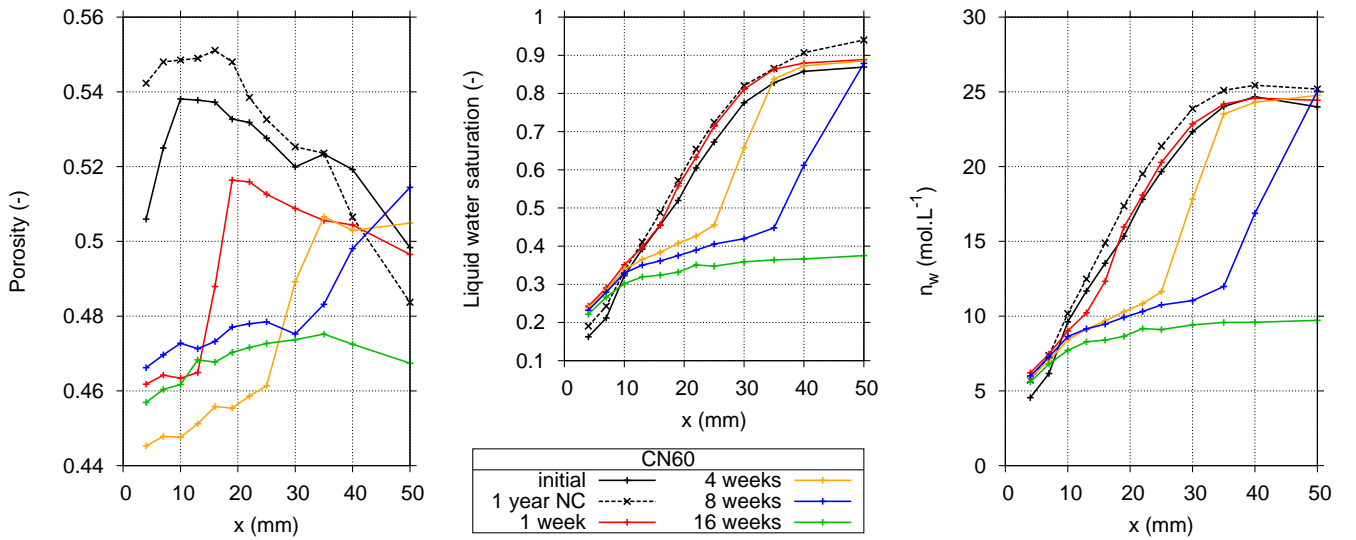 0.56
0.54
0.52
0.5
0.48
0.46
0.44
0 10 20 30 40 50
x (mm)
Porosity (-)
1
0.9
0.8
0.7
0.6
0.5
0.4
0.3
0.2
0.1
0 10 20 30 40 50
x (mm)
Liquid water saturation (-)
CN60
initial
1 year NC
1 week
4 weeks
8 weeks
16 weeks
30
25
20
15
10
5
0
0 10 20 30 40 50
x (mm)
n_w (mol.L⁻¹)